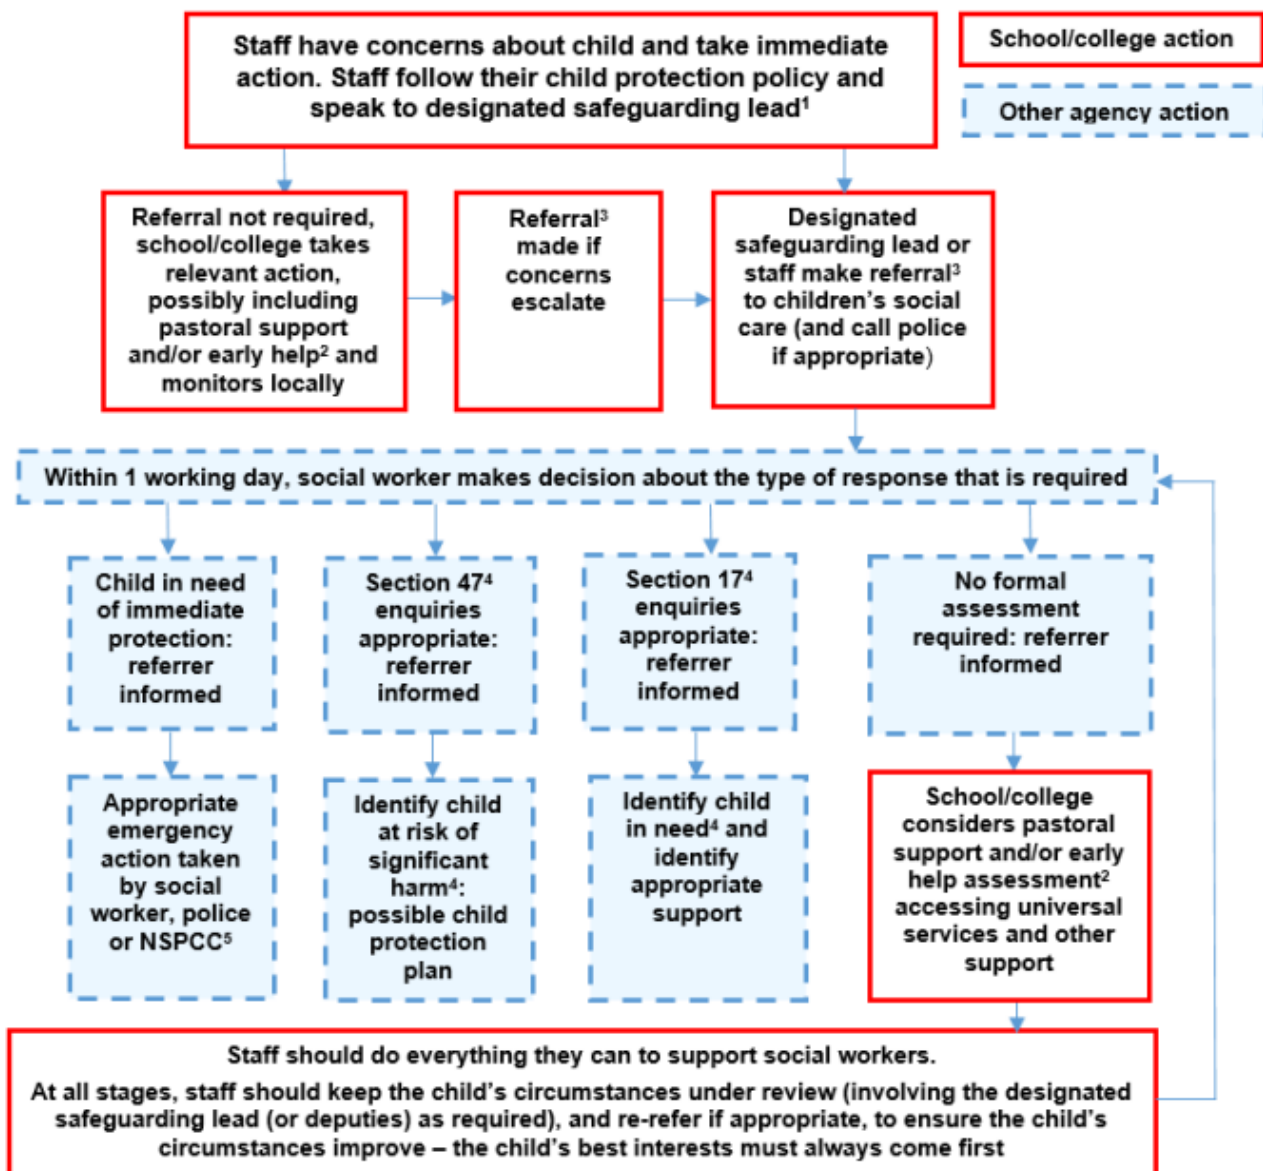 Staff have concerns about child and take immediate
action. Staff follow their child protection policy and
speak to designated safeguarding lead¹
School/college action
Other agency action
Referral not required,
school/college takes
relevant action,
possibly including
pastoral support
and/or early help² and
monitors locally
Referral³
made if
concerns
escalate
Designated
safeguarding lead or
staff make referral³
to children's social
care (and call police
if appropriate)
Within 1 working day, social worker makes decision about the type of response that is required
Child in need
of immediate
protection:
referrer
informed
Section 47⁴
enquiries
appropriate:
referrer
informed
Section 17⁴
enquiries
appropriate:
referrer
informed
No formal
assessment
required: referrer
informed
Appropriate
emergency
action taken
by social
worker, police
or NSPCC⁵
Identify child
at risk of
significant
harm⁴:
possible child
protection
plan
Identify child
in need⁴ and
identify
appropriate
support
School/college
considers pastoral
support and/or early
help assessment²
accessing universal
services and other
support
Staff should do everything they can to support social workers.
At all stages, staff should keep the child's circumstances under review (involving the designated
safeguarding lead (or deputies) as required), and re-refer if appropriate, to ensure the child's
circumstances improve – the child's best interests must always come first